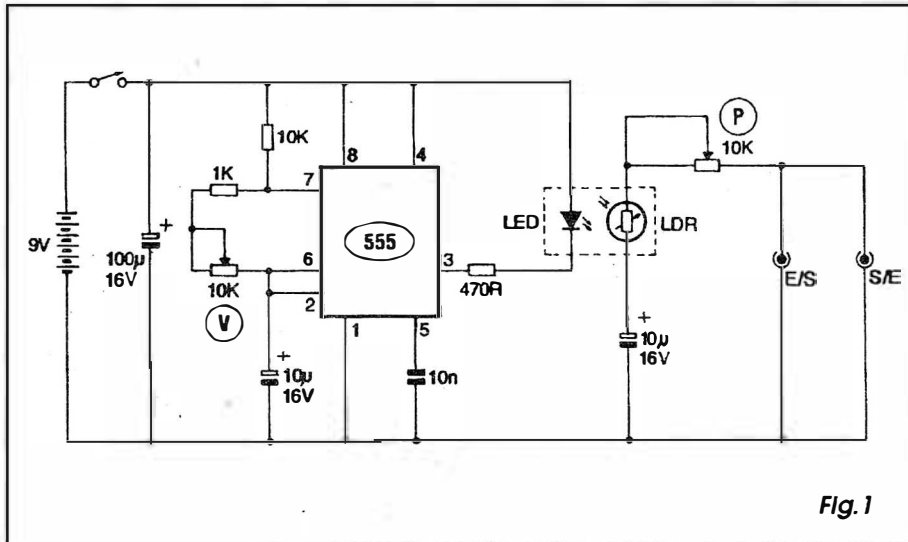 9V
100µ
16V
10K
1K
7
8
4
10K
V
6
2
555
3
1
5
10µ
16V
10n
470R
LED
LDR
P
10K
10µ
16V
E/S
S/E
+
+
+
Fig. 1